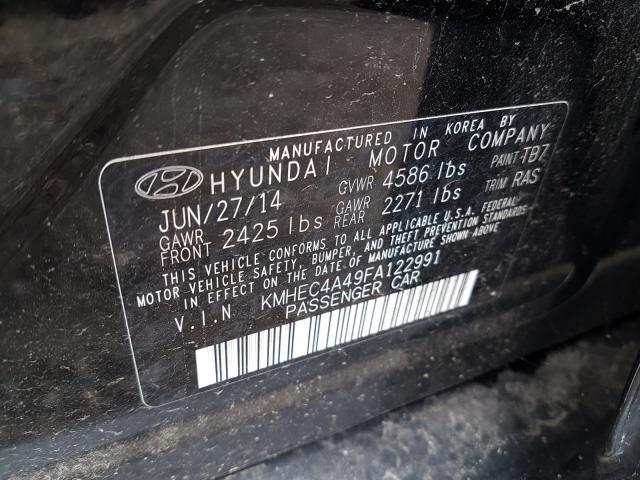 MANUFACTURED IN KOREA BY
HYUNDAI MOTOR COMPANY
JUN/27/14 GVWR 4586 lbs PAINT TB7
GAWR FRONT 2425 lbs GAWR REAR 2271 lbs TRIM RAS
THIS VEHICLE CONFORMS TO ALL APPLICABLE U.S.A. FEDERAL
MOTOR VEHICLE SAFETY, BUMPER, AND THEFT PREVENTION STANDARDS
IN EFFECT ON THE DATE OF MANUFACTURE SHOWN ABOVE
V.I.N KMHEC4A49FA122991
PASSENGER CAR